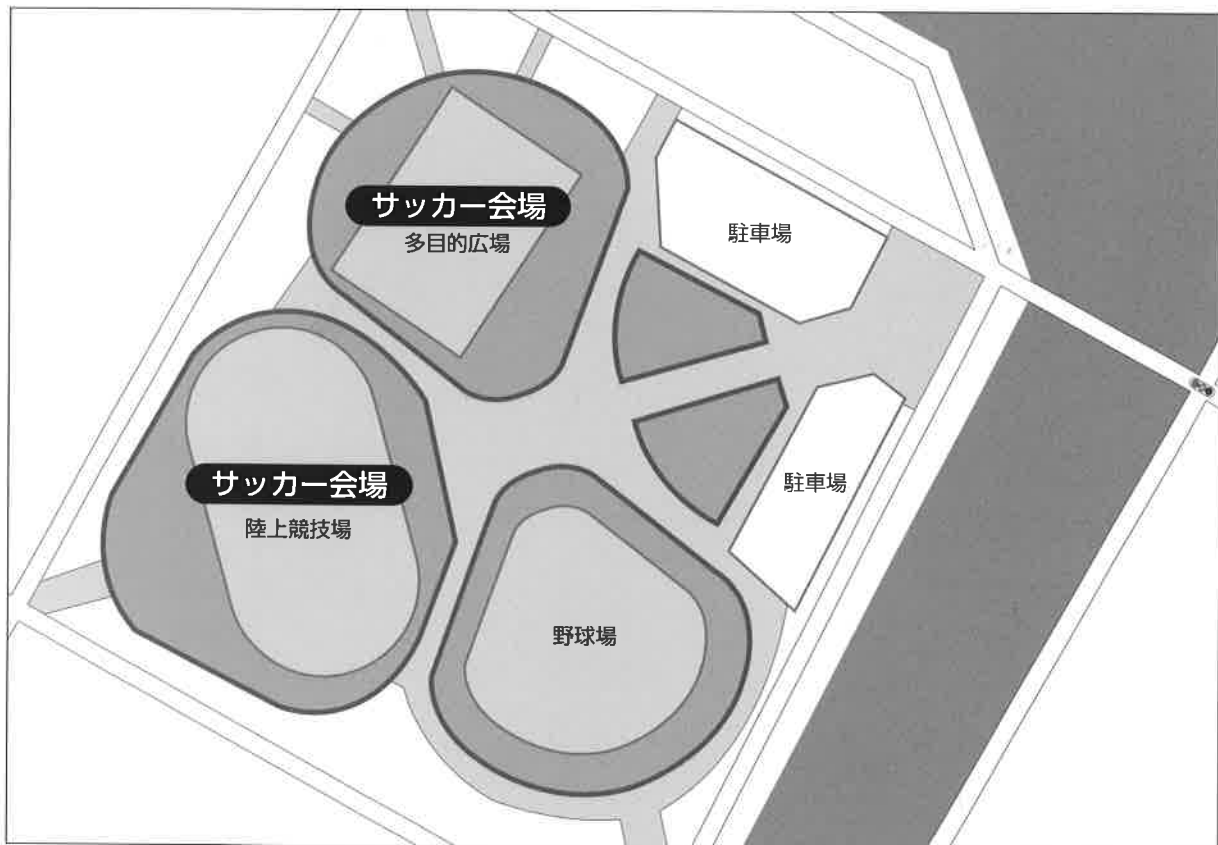 サッカー会場
多目的広場
駐車場
サッカー会場
陸上競技場
駐車場
野球場